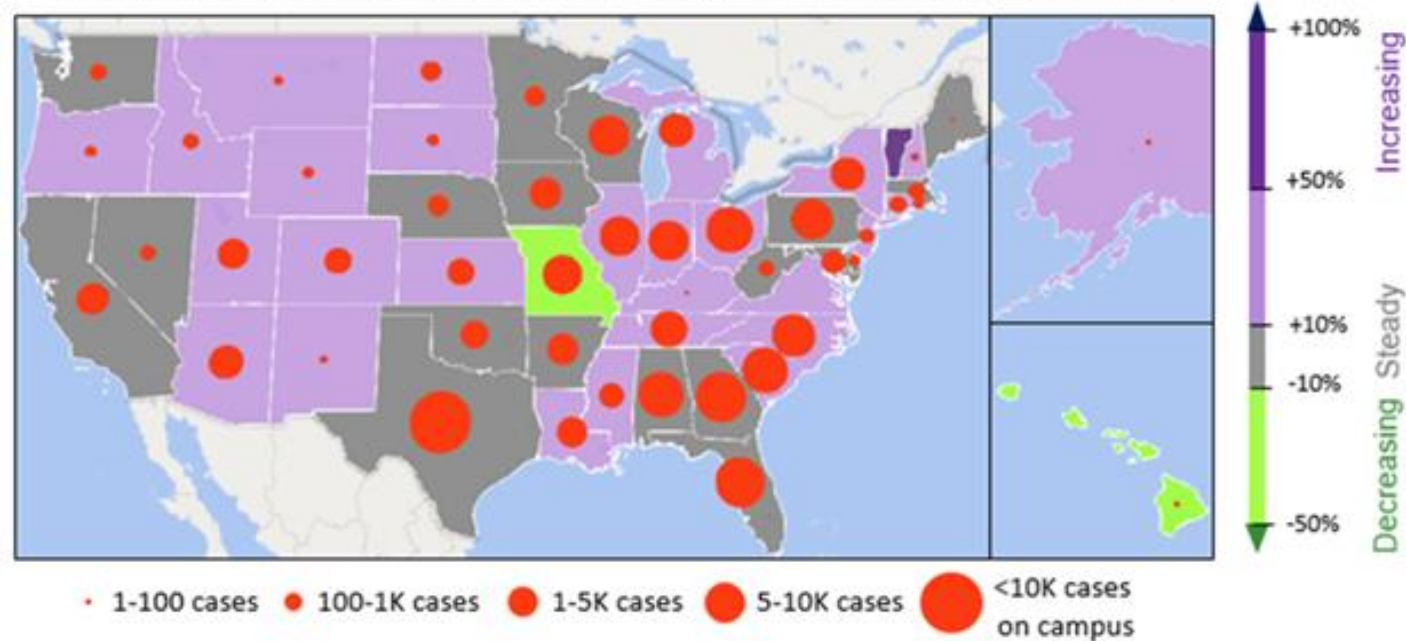 +100%
Increasing
+50%
+10%
Steady
-10%
Decreasing
-50%
1-100 cases
100-1K cases
1-5K cases
5-10K cases
<10K cases
on campus